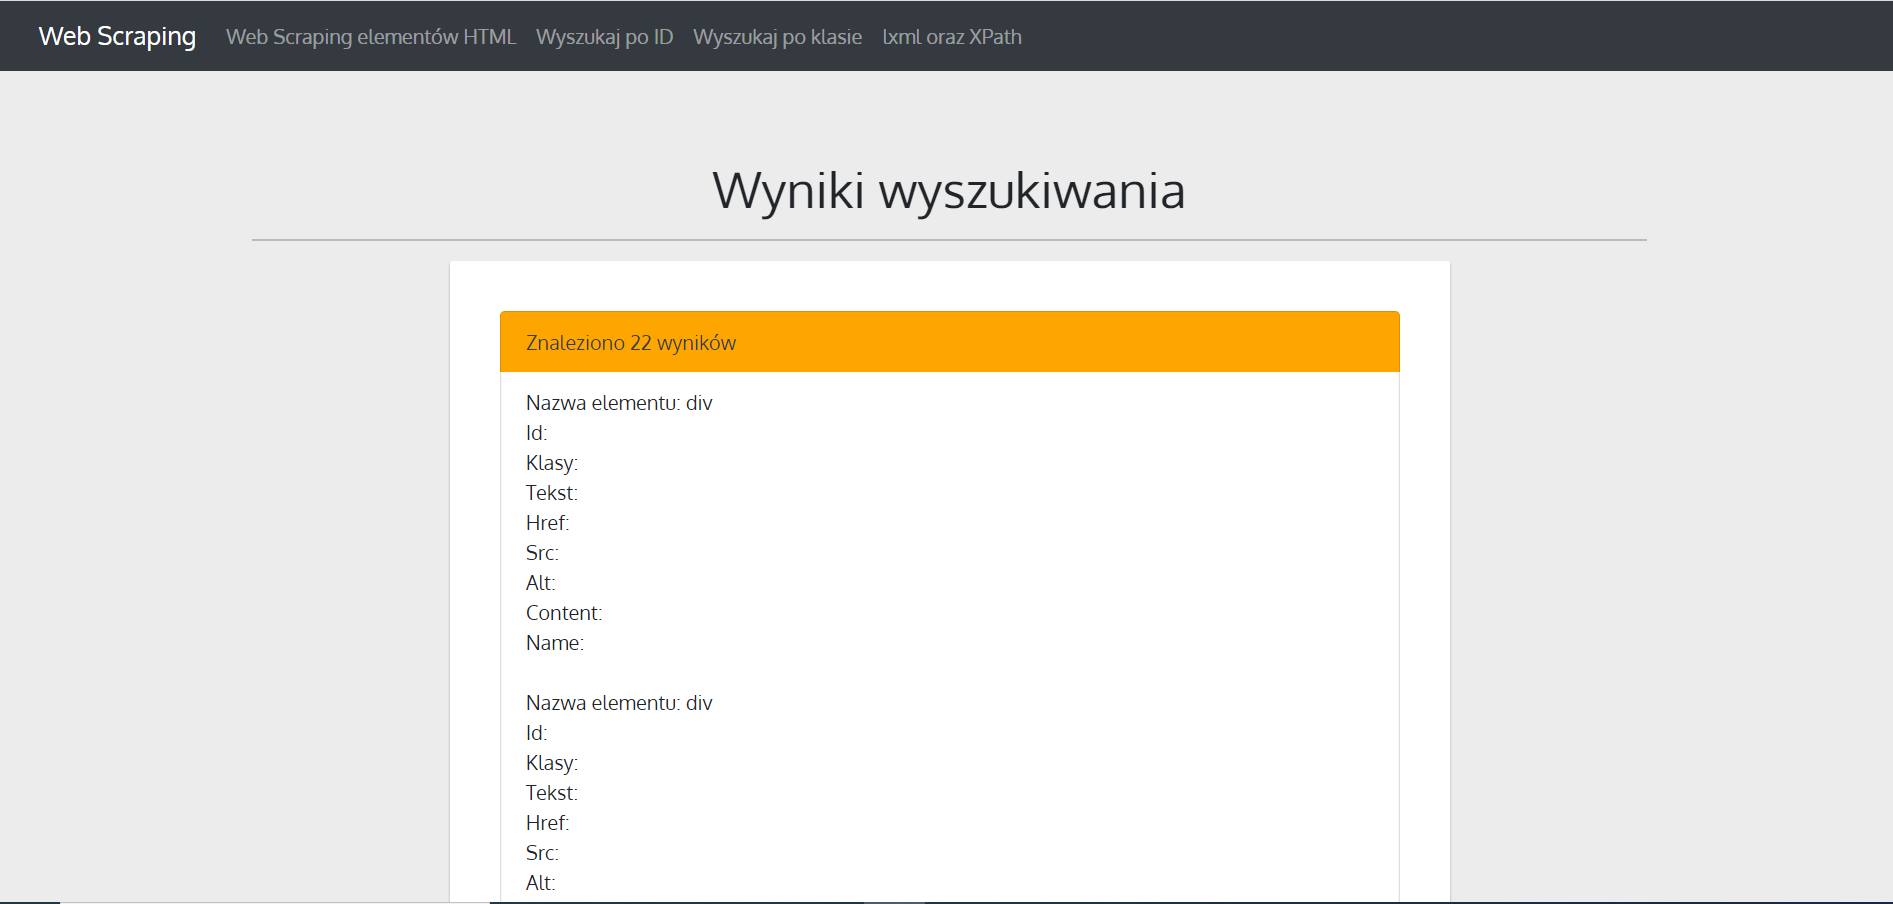 Web Scraping Web Scraping elementów HTML Wyszukaj po ID Wyszukaj po klasie lxml oraz XPath
Wyniki wyszukiwania
Znaleziono 22 wyników
Nazwa elementu: div
Id:
Klasy:
Tekst:
Href:
Src:
Alt:
Content:
Name:
Nazwa elementu: div
Id:
Klasy:
Tekst:
Href:
Src:
Alt: